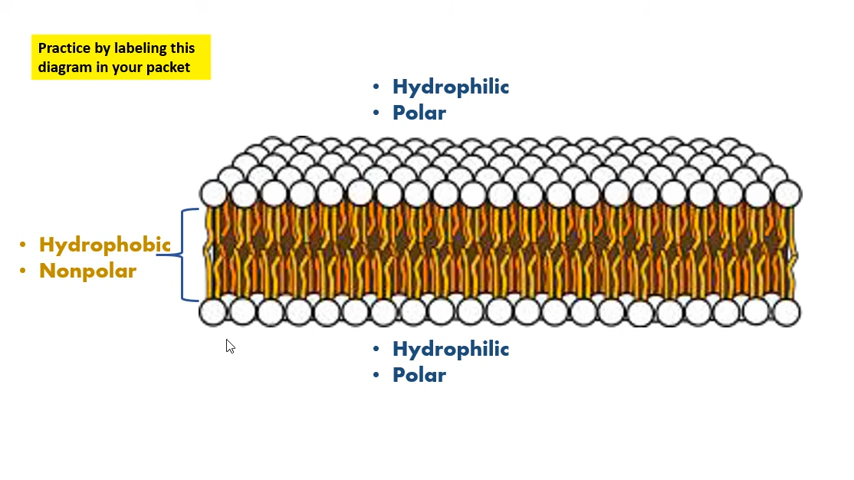 Practice by labeling this
diagram in your packet
• Hydrophilic
• Polar
• Hydrophobic
• Nonpolar
• Hydrophilic
• Polar